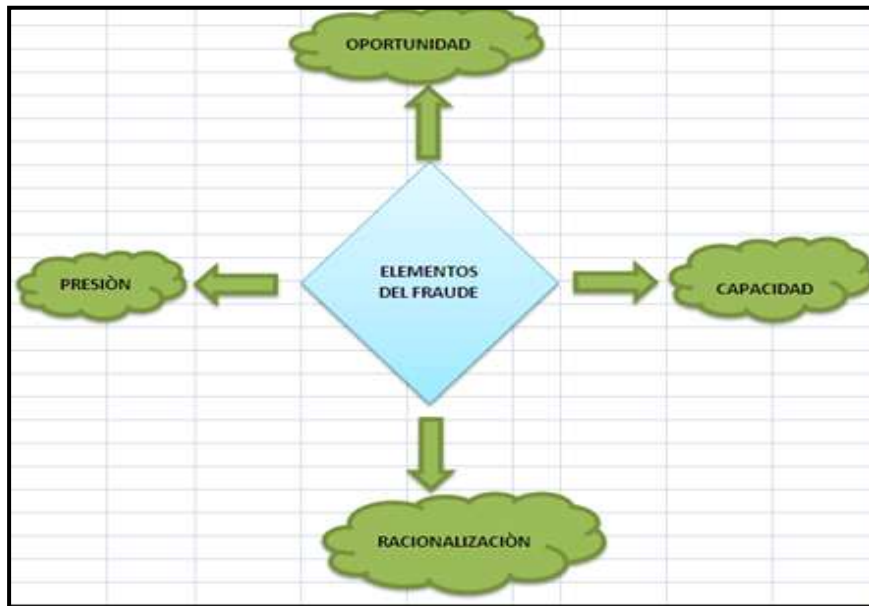 OPORTUNIDAD
ELEMENTOS
DEL FRAUDE
PRESIÒN
CAPACIDAD
RACIONALIZACIÒN